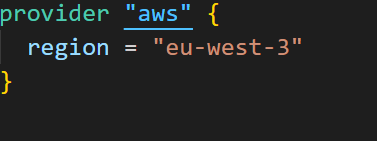 provider "aws" {
  region = "eu-west-3"
}